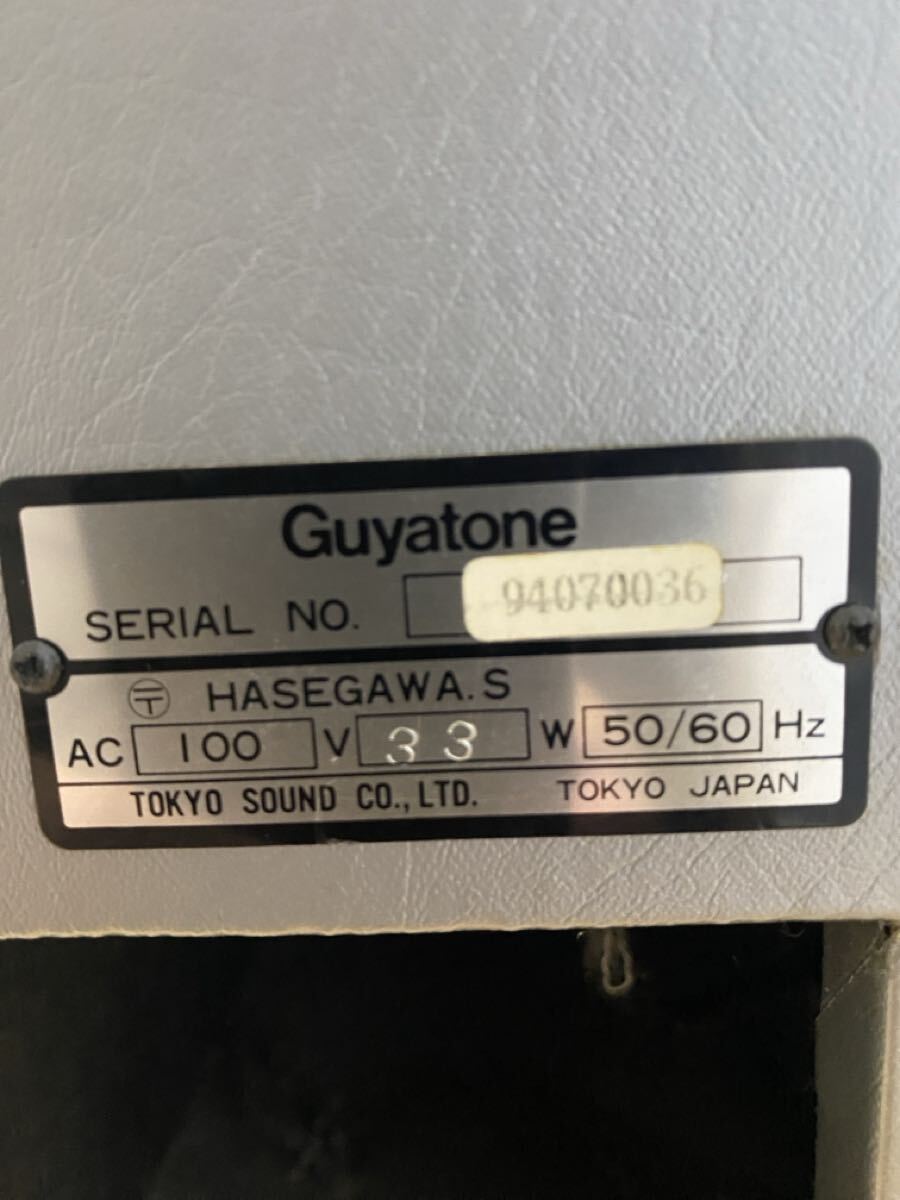 Guyatone
SERIAL NO. 94070036
〶 HASEGAWA.S
AC 100 V 33 W 50/60 Hz
TOKYO SOUND CO., LTD. TOKYO JAPAN